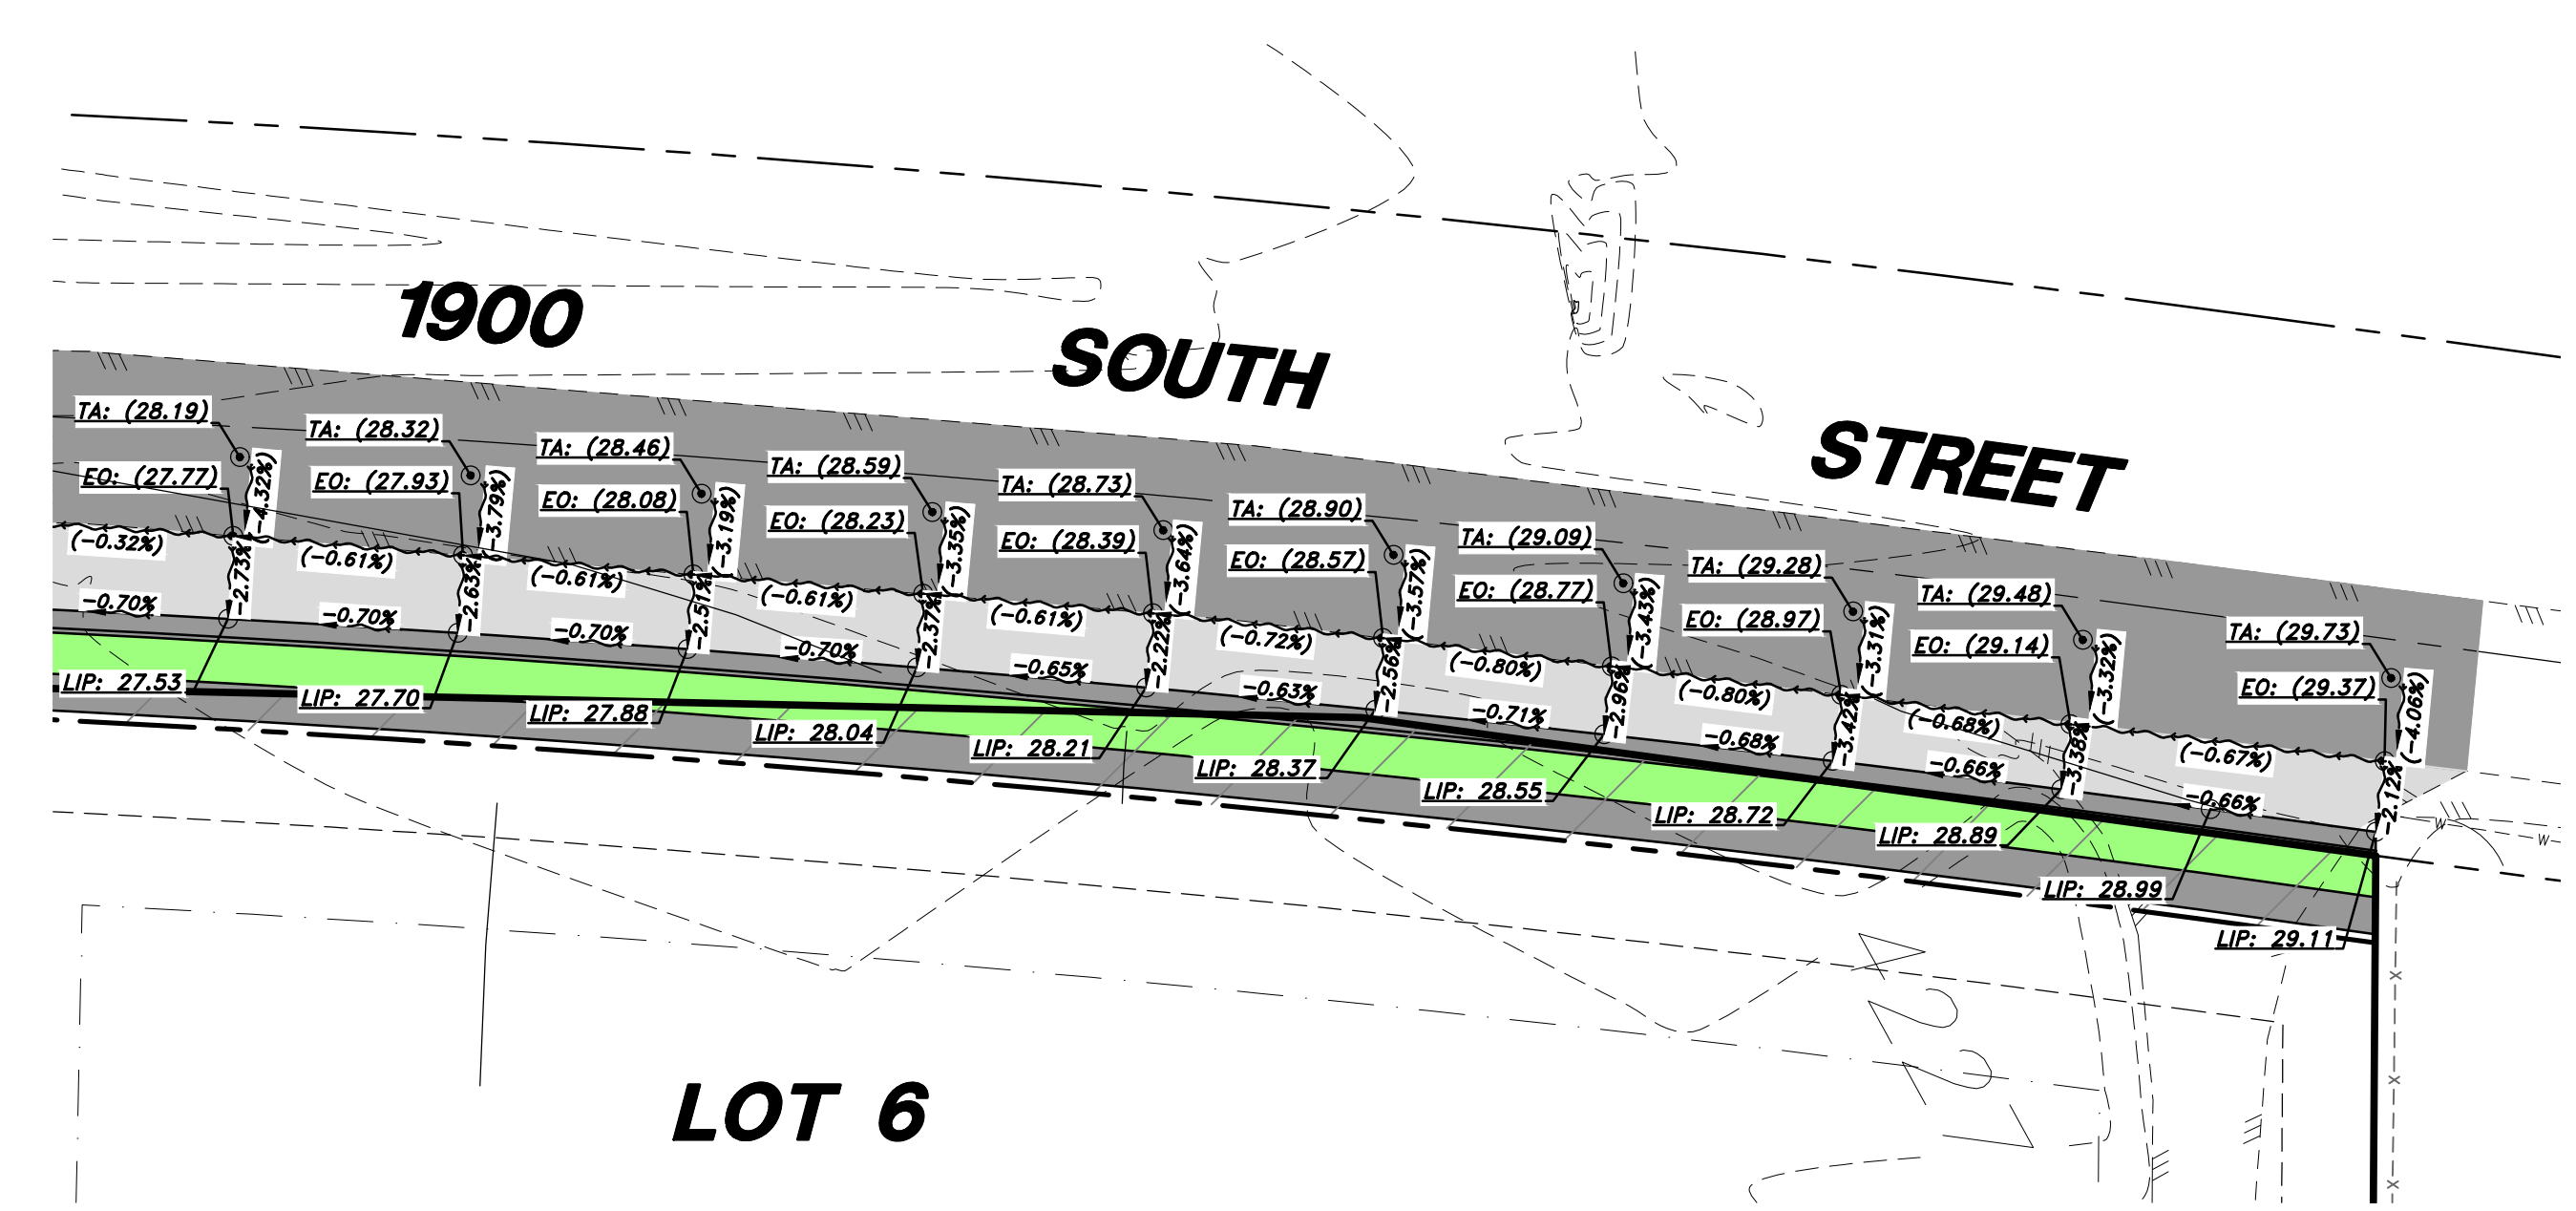 1900
SOUTH
STREET
TA: (28.19)
TA: (28.32)
TA: (28.46)
TA: (28.59)
TA: (28.73)
TA: (28.90)
TA: (29.09)
TA: (29.28)
TA: (29.48)
TA: (29.73)
EO: (27.77)
EO: (27.93)
EO: (28.08)
EO: (28.23)
EO: (28.39)
EO: (28.57)
EO: (28.77)
EO: (28.97)
EO: (29.14)
EO: (29.37)
(-4.32%)
(-3.79%)
(-3.19%)
(-3.35%)
(-3.64%)
(-3.57%)
(-3.43%)
(-3.31%)
(-3.32%)
(-4.06%)
(-0.32%)
(-0.61%)
(-0.61%)
(-0.61%)
(-0.61%)
(-0.72%)
(-0.80%)
(-0.80%)
(-0.68%)
(-0.67%)
-2.73%
-2.63%
-2.51%
-2.37%
-2.22%
-2.56%
-2.96%
-3.42%
-3.38%
-2.12%
-0.70%
-0.70%
-0.70%
-0.70%
-0.65%
-0.63%
-0.71%
-0.68%
-0.66%
-0.66%
LIP: 27.53
LIP: 27.70
LIP: 27.88
LIP: 28.04
LIP: 28.21
LIP: 28.37
LIP: 28.55
LIP: 28.72
LIP: 28.89
LIP: 28.99
LIP: 29.11
W
W
X
X
X
LOT 6